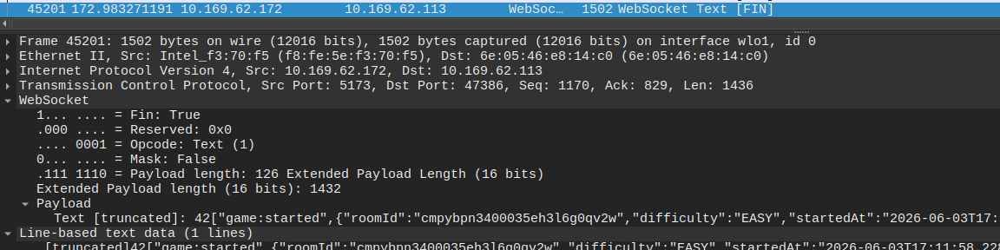 45201 172.983271191 10.169.62.172 10.169.62.113 WebSoc… 1502 WebSocket Text [FIN]
Frame 45201: 1502 bytes on wire (12016 bits), 1502 bytes captured (12016 bits) on interface wlo1, id 0
Ethernet II, Src: Intel_f3:70:f5 (f8:fe:5e:f3:70:f5), Dst: 6e:05:46:e8:14:c0 (6e:05:46:e8:14:c0)
Internet Protocol Version 4, Src: 10.169.62.172, Dst: 10.169.62.113
Transmission Control Protocol, Src Port: 5173, Dst Port: 47386, Seq: 1170, Ack: 829, Len: 1436
WebSocket
1... .... = Fin: True
.000 .... = Reserved: 0x0
.... 0001 = Opcode: Text (1)
0... .... = Mask: False
.111 1110 = Payload length: 126 Extended Payload Length (16 bits)
Extended Payload length (16 bits): 1432
Payload
Text [truncated]: 42["game:started",{"roomId":"cmpybpn3400035eh3l6g0qv2w","difficulty":"EASY","startedAt":"2026-06-03T17:
Line-based text data (1 lines)
[truncated]42["game:started",{"roomId":"cmpybpn3400035eh3l6g0qv2w","difficulty":"EASY","startedAt":"2026-06-03T17:11:58.228